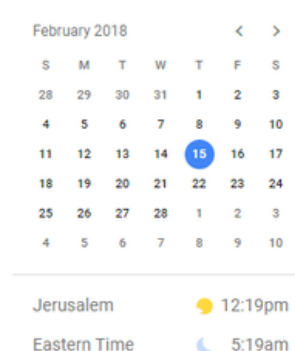 February 2018 < >
S M T W T F S
28 29 30 31 1 2 3
4 5 6 7 8 9 10
11 12 13 14 15 16 17
18 19 20 21 22 23 24
25 26 27 28 1 2 3
4 5 6 7 8 9 10
Jerusalem 12:19pm
Eastern Time 5:19am